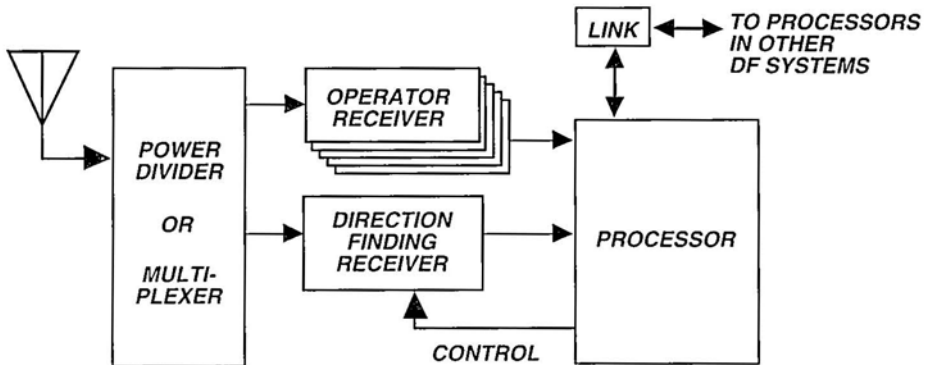 LINK
TO PROCESSORS
IN OTHER
DF SYSTEMS
OPERATOR
RECEIVER
POWER
DIVIDER
OR
MULTI-
PLEXER
DIRECTION
FINDING
RECEIVER
PROCESSOR
CONTROL